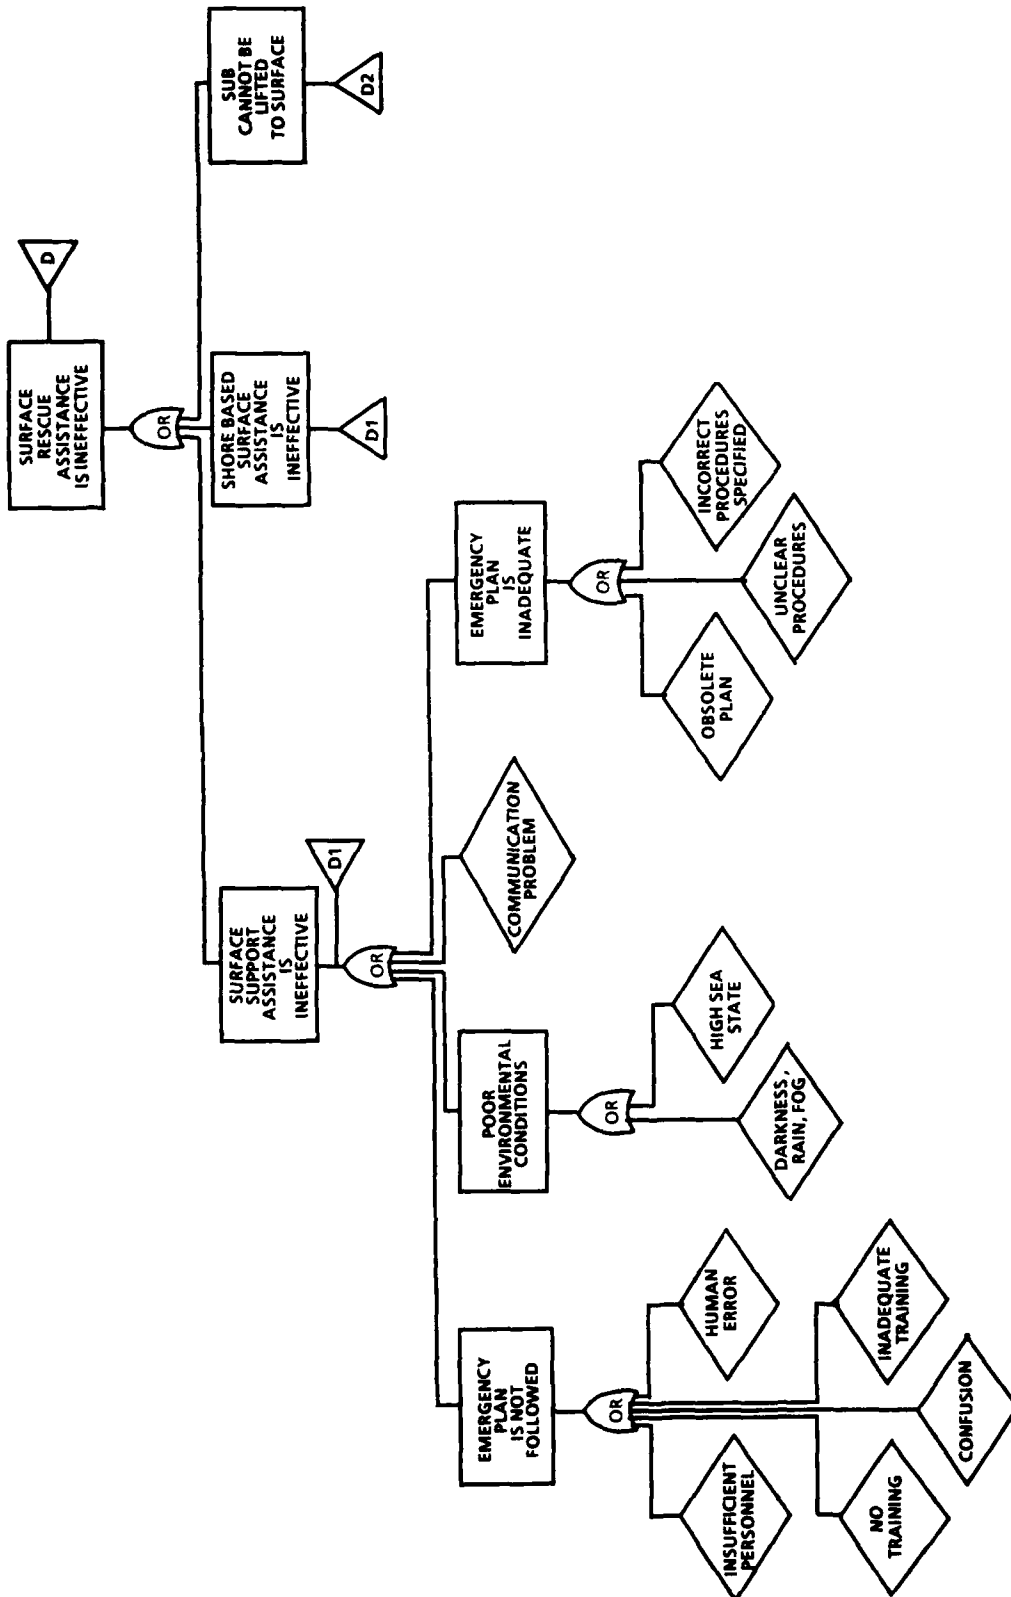 SURFACE
RESCUE
ASSISTANCE
IS INEFFECTIVE
D
OR
SURFACE
SUPPORT
ASSISTANCE
IS
INEFFECTIVE
D1
SHORE BASED
SURFACE
ASSISTANCE
IS
INEFFECTIVE
D1
SUB
CANNOT BE
LIFTED
TO SURFACE
D2
OR
EMERGENCY
PLAN
IS NOT
FOLLOWED
POOR
ENVIRONMENTAL
CONDITIONS
COMMUNICATION
PROBLEM
EMERGENCY
PLAN
IS
INADEQUATE
OR
OR
OR
INSUFFICIENT
PERSONNEL
HUMAN
ERROR
NO
TRAINING
CONFUSION
INADEQUATE
TRAINING
DARKNESS,
RAIN, FOG
HIGH SEA
STATE
OBSOLETE
PLAN
UNCLEAR
PROCEDURES
INCORRECT
PROCEDURES
SPECIFIED